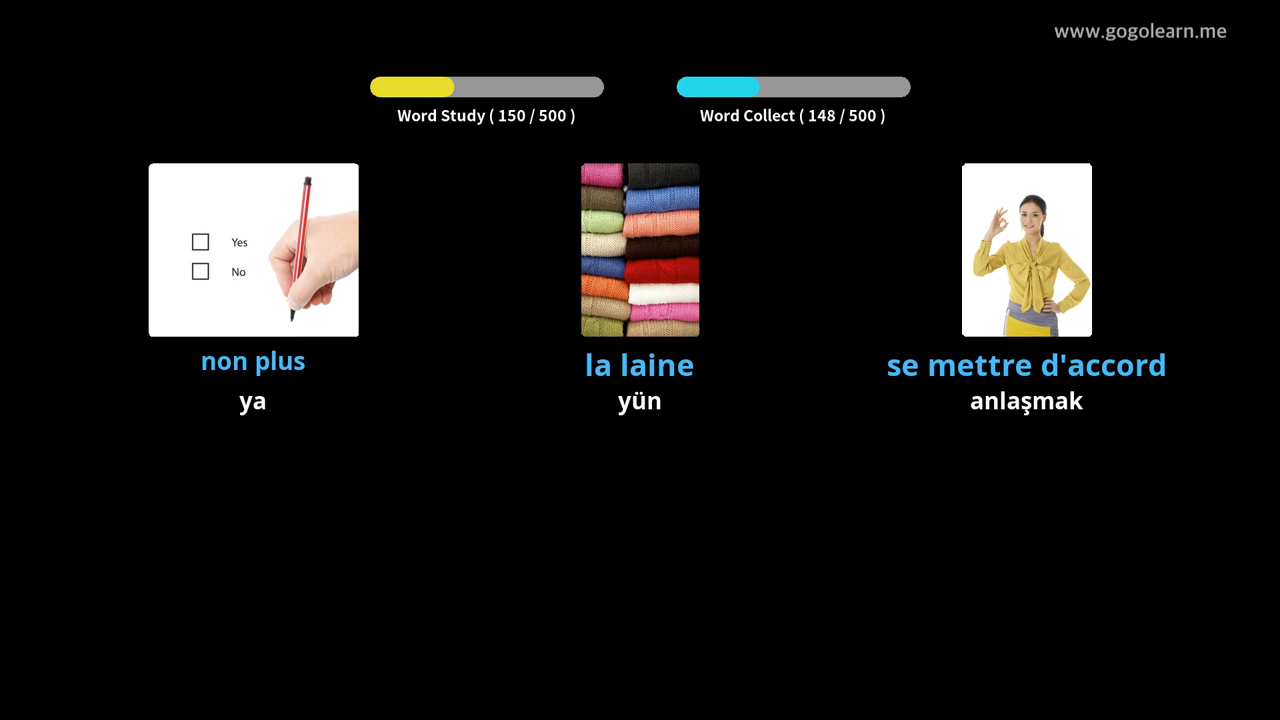 www.gogolearn.me
Word Study ( 150 / 500 )
Word Collect ( 148 / 500 )
Yes
No
non plus
ya
la laine
yün
se mettre d'accord
anlaşmak